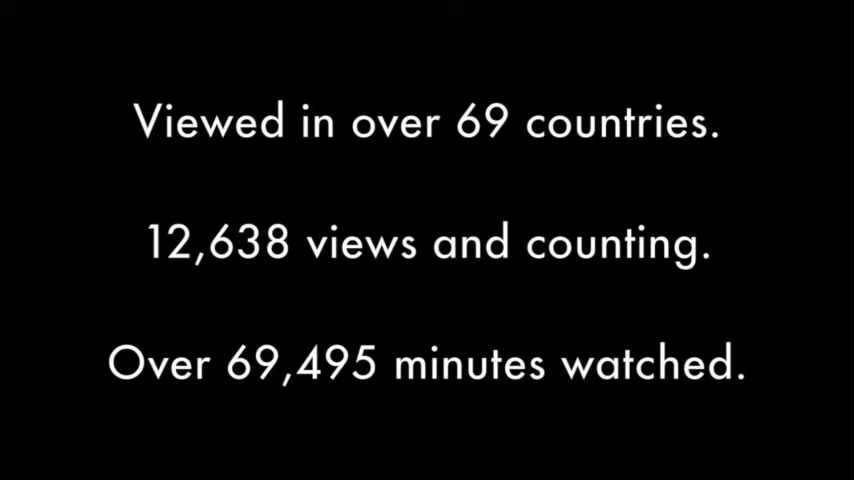 Viewed in over 69 countries.
12,638 views and counting.
Over 69,495 minutes watched.